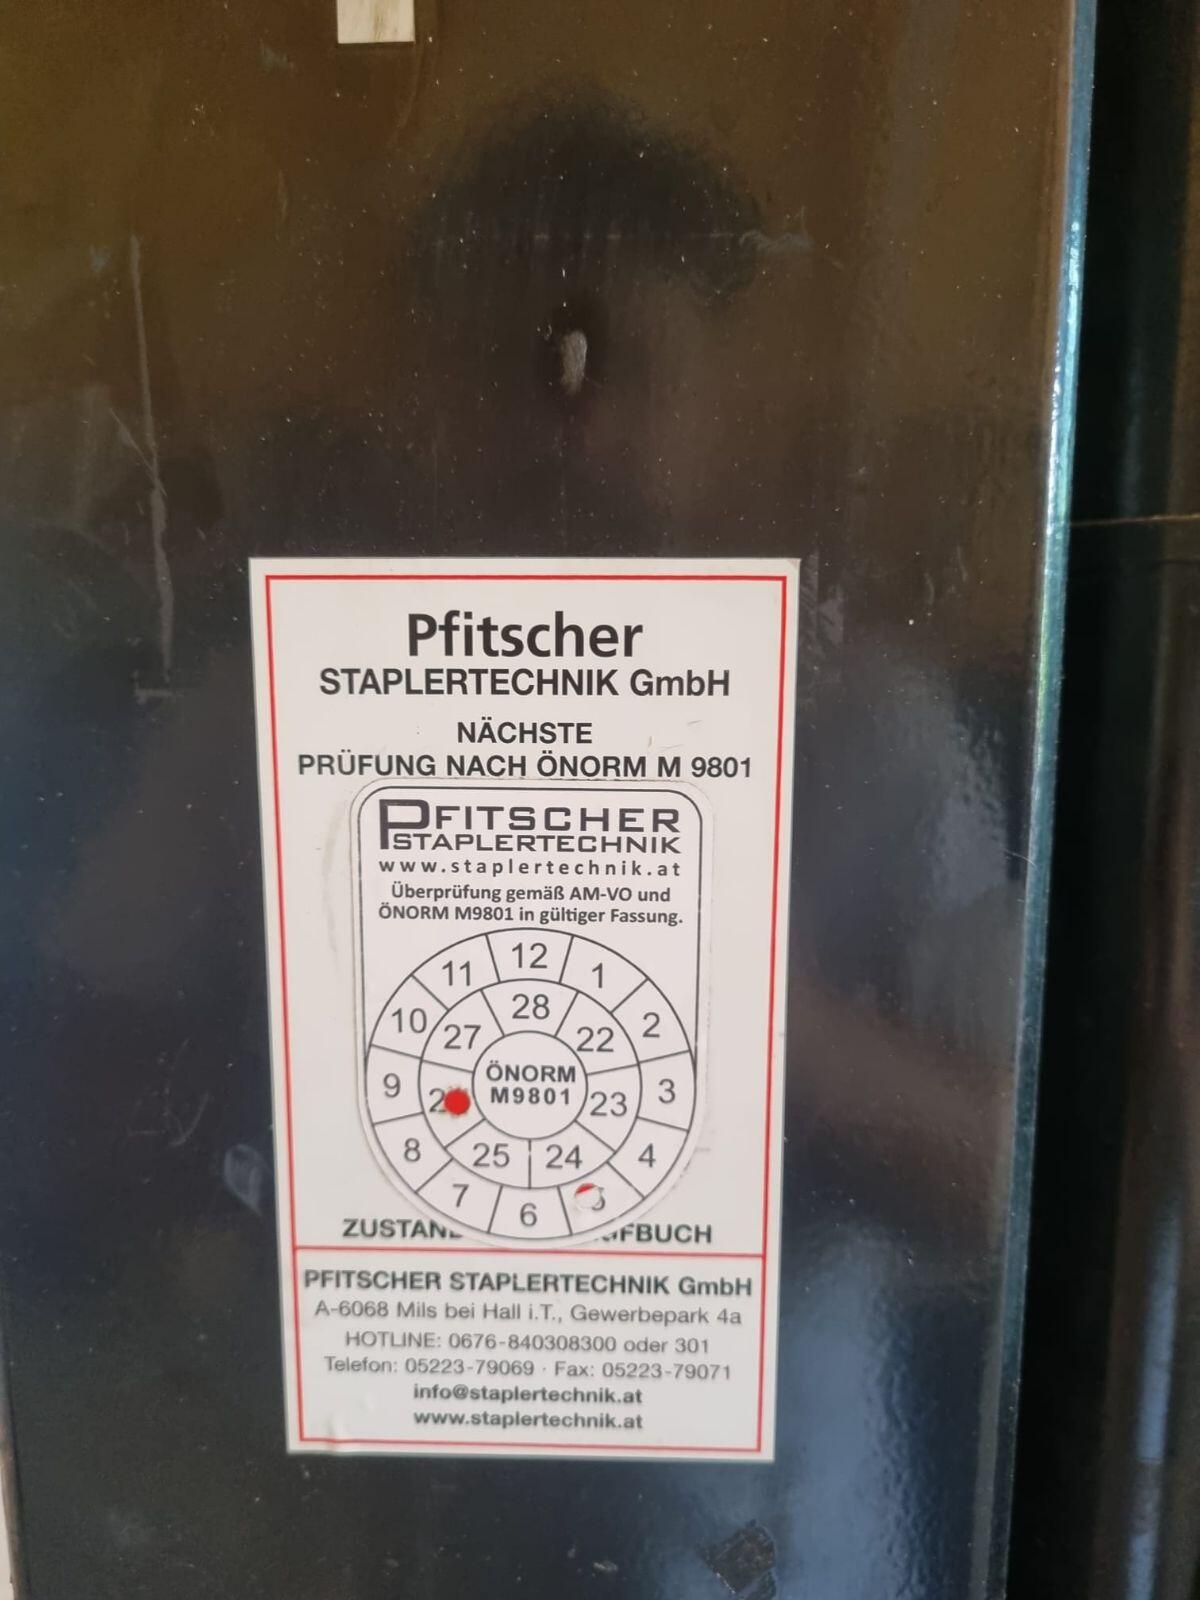 Pfitscher
STAPLERTECHNIK GmbH
NÄCHSTE
PRÜFUNG NACH ÖNORM M 9801
PFITSCHER
STAPLERTECHNIK
www.staplertechnik.at
Überprüfung gemäß AM-VO und
ÖNORM M9801 in gültiger Fassung.
12
11 1
10 28 2
27 22
9 ÖNORM 3
M9801 23
8 25 24 4
7 6
PFITSCHER STAPLERTECHNIK GmbH
A-6068 Mils bei Hall i.T., Gewerbepark 4a
HOTLINE: 0676-840308300 oder 301
Telefon: 05223-79069 · Fax: 05223-79071
info@staplertechnik.at
www.staplertechnik.at